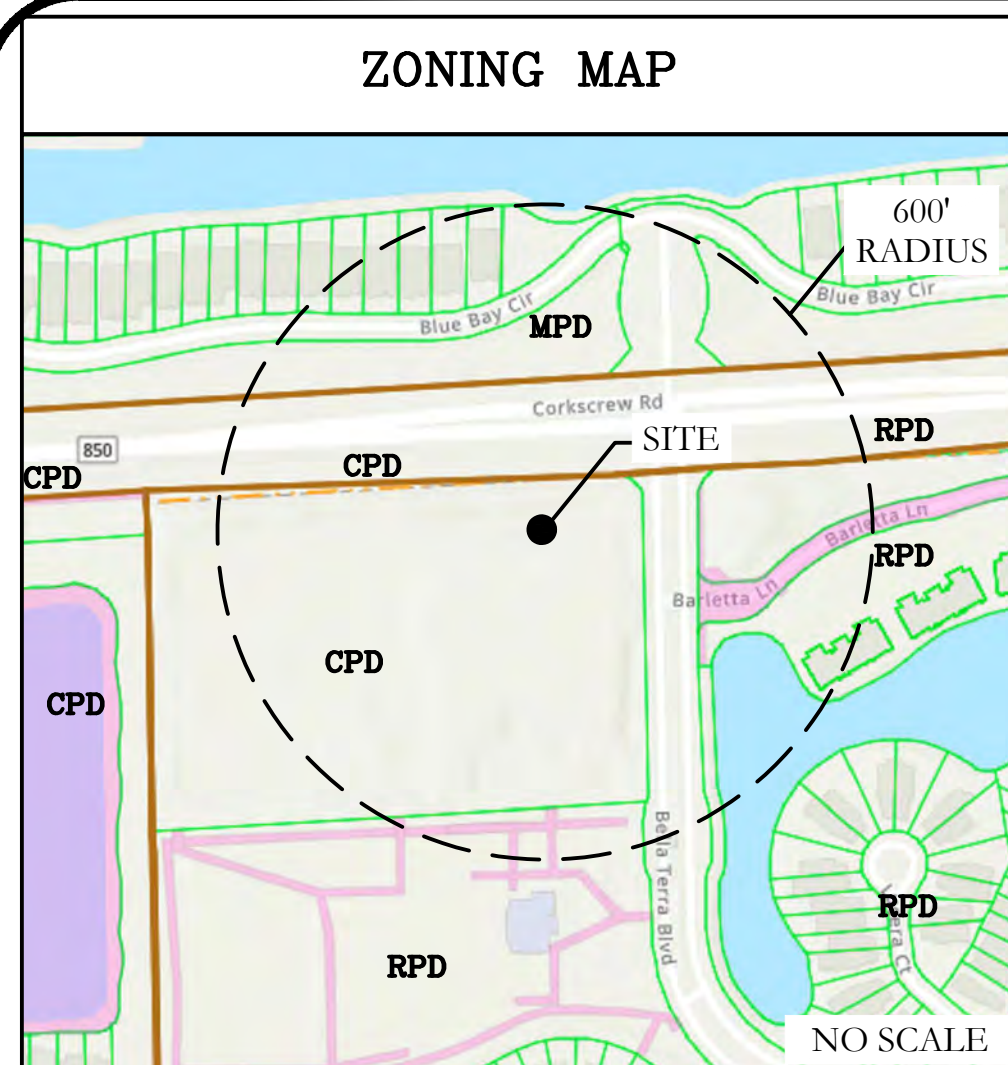 ZONING MAP
600'
RADIUS
Blue Bay Cir
Blue Bay Cir
MPD
Corkscrew Rd
RPD
SITE
850
CPD
CPD
Barletta Ln
RPD
Barletta Ln
CPD
CPD
Bella Terra Blvd
RPD
Ct
RPD
NO SCALE